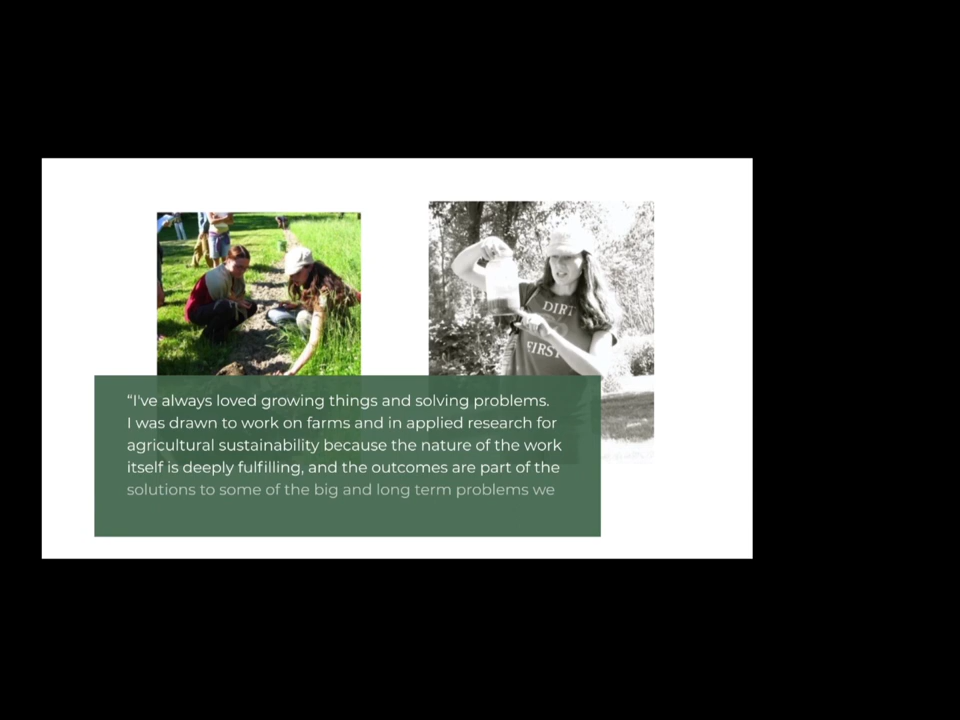 DIRT
FIRST
“I've always loved growing things and solving problems.
I was drawn to work on farms and in applied research for
agricultural sustainability because the nature of the work
itself is deeply fulfilling, and the outcomes are part of the
solutions to some of the big and long term problems we